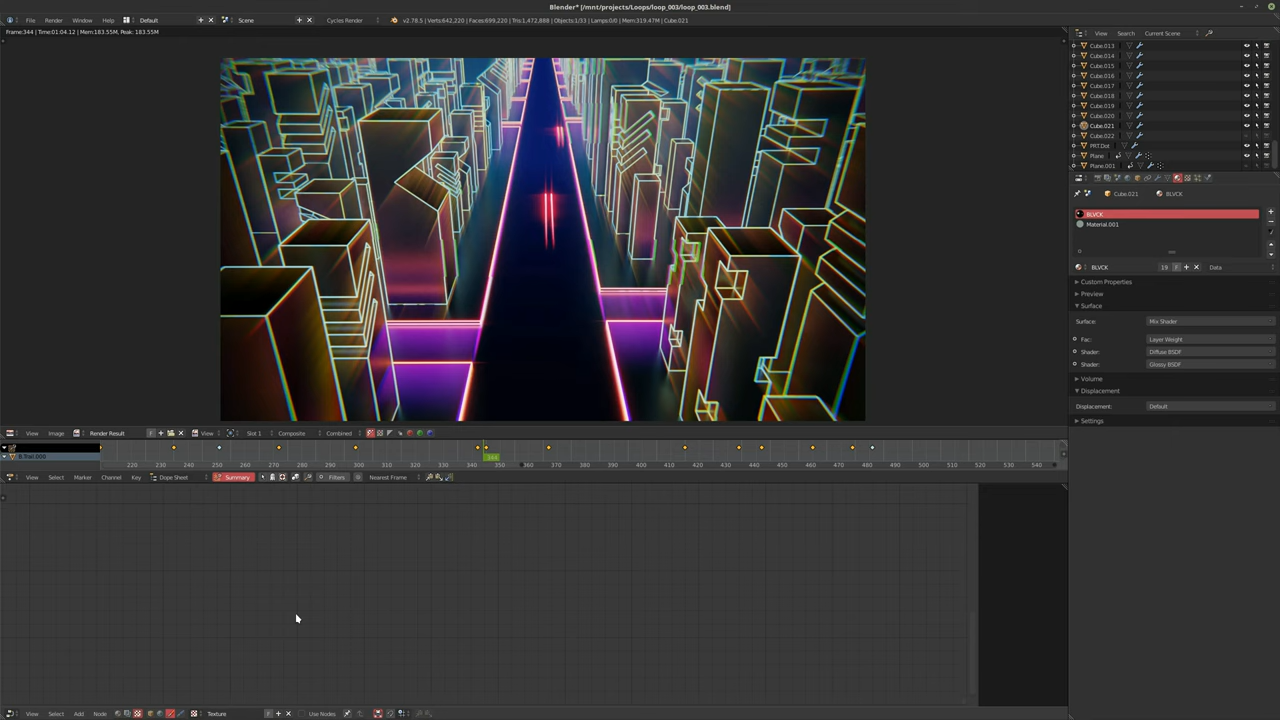 Blender* [/mnt/projects/Loops/loop_003/loop_003.blend]
File Render Window Help Default Scene Cycles Render v2.78.5 | Verts:642,220 | Faces:699,220 | Tris:1,472,888 | Objects:1/33 | Lamps:0/0 | Mem:319.47M | Cube.021
Frame:344 | Time:01:04.12 | Mem:183.55M, Peak: 183.55M
View Search Current Scene
Cube.013
Cube.014
Cube.015
Cube.016
Cube.017
Cube.018
Cube.019
Cube.020
Cube.021
Cube.022
PRT.Dot
Plane
Plane.001
Cube.021 BLVCK
BLVCK
Material.001
BLVCK 19 F Data
Custom Properties
Preview
Surface
Surface: Mix Shader
Fac: Layer Weight
Shader: Diffuse BSDF
Shader: Glossy BSDF
Volume
Displacement
Displacement: Default
Settings
View Image Render Result F View Slot 1 Composite Combined
344
220 230 240 250 260 270 280 290 300 310 320 330 340 350 360 370 380 390 400 410 420 430 440 450 460 470 480 490 500 510 520 530 540
View Select Marker Channel Key Dope Sheet Summary Filters Nearest Frame
View Select Add Node Texture F Use Nodes